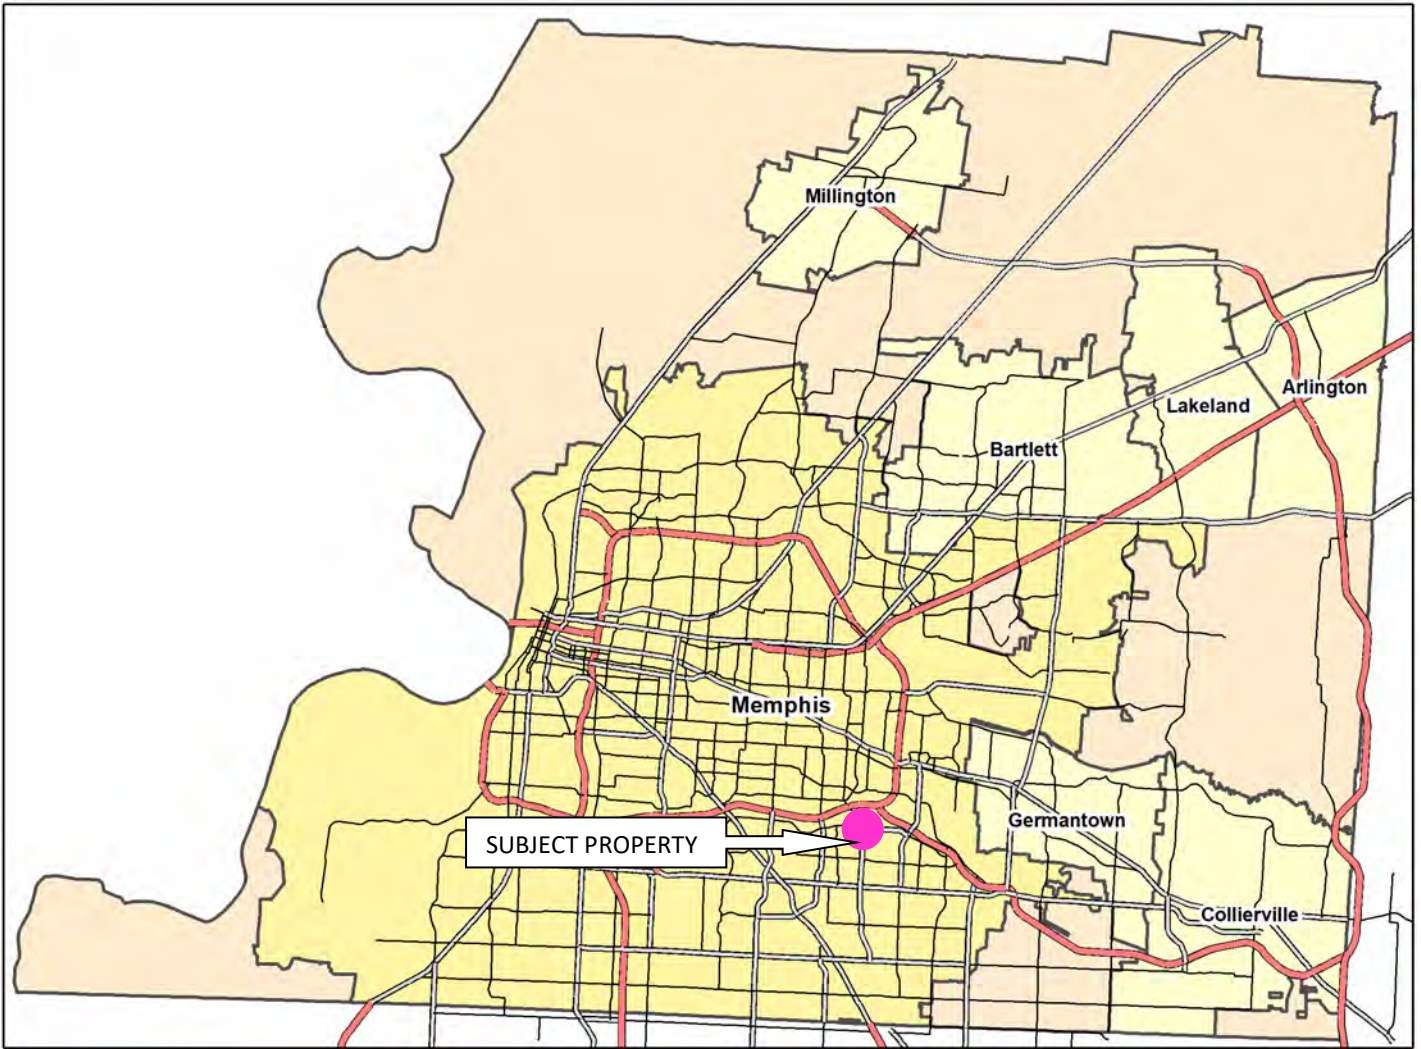 Millington
Arlington
Lakeland
Bartlett
Memphis
Germantown
SUBJECT PROPERTY
Collierville